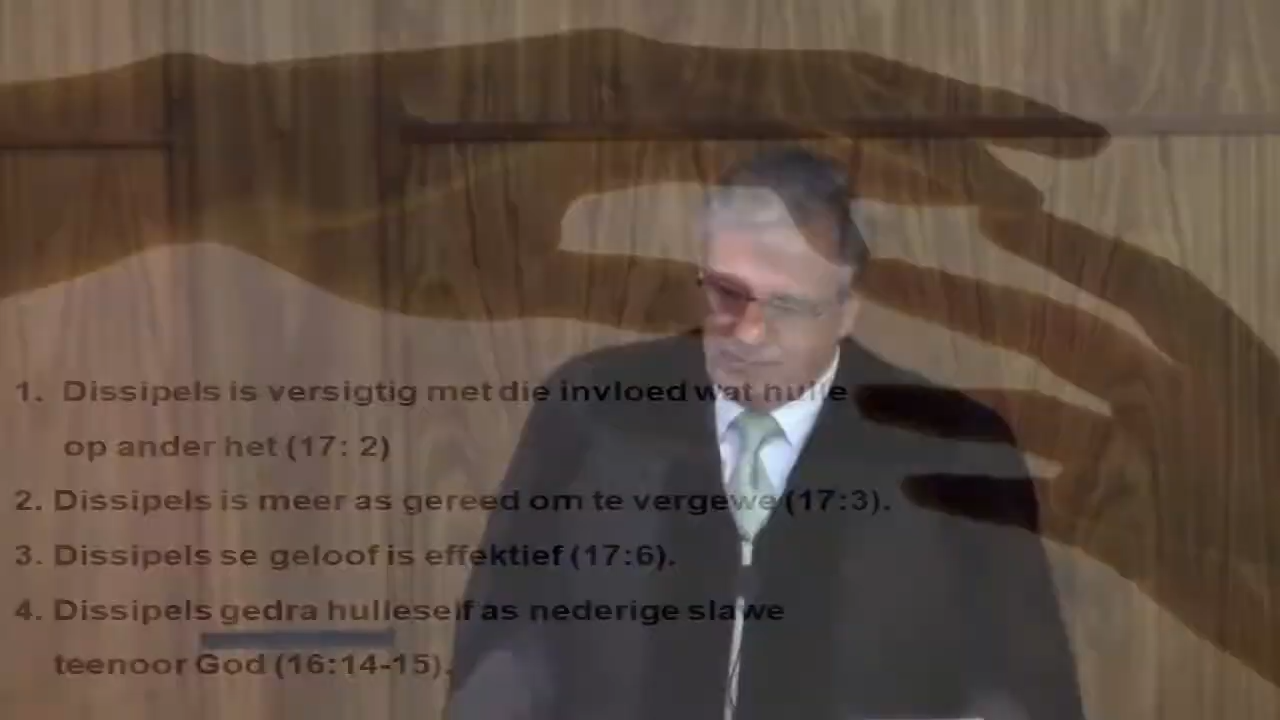 1. Dissipels is versigtig met die invloed wat hulle
op ander het (17: 2)
2. Dissipels is meer as gereed om te vergewe (17:3).
3. Dissipels se geloof is effektief (17:6).
4. Dissipels gedra hulleself as nederige slawe
teenoor God (16:14-15).